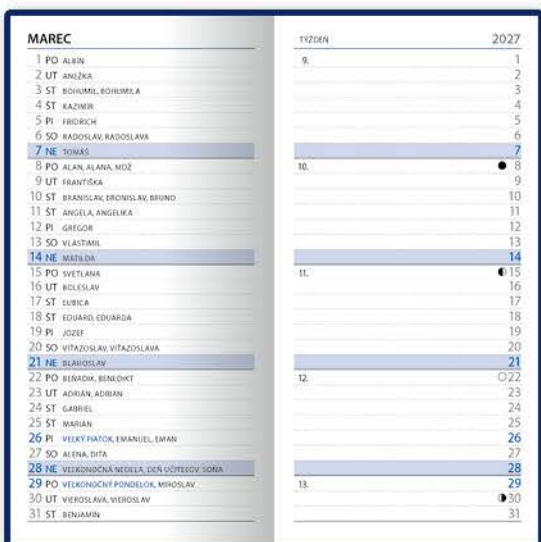 MAREC
1 PO ALBÍN
2 UT ANEŽKA
3 ST BOHUMIL, BOHUMILA
4 ŠT KAZIMÍR
5 PI FRIDRICH
6 SO RADOSLAV, RADOSLAVA
7 NE TOMÁŠ
8 PO ALAN, ALANA, MDŽ
9 UT FRANTIŠKA
10 ST BRANISLAV, BRONISLAV, BRUNO
11 ŠT ANGELA, ANGELIKA
12 PI GREGOR
13 SO VLASTIMIL
14 NE MATILDA
15 PO SVETLANA
16 UT BOLESLAV
17 ST ĽUBICA
18 ŠT EDUARD, EDUARDA
19 PI JOZEF
20 SO VÍŤAZOSLAV, VÍŤAZOSLAVA
21 NE BLAHOSLAV
22 PO BEŇADIK, BENEDIKT
23 UT ADRIÁN, ADRIAN
24 ST GABRIEL
25 ŠT MARIÁN
26 PI VEĽKÝ PIATOK, EMANUEL, EMAN
27 SO ALENA, DITA
28 NE VEĽKONOČNÁ NEDEĽA, DEŇ UČITEĽOV, SOŇA
29 PO VEĽKONOČNÝ PONDELOK, MIROSLAV
30 UT VIEROSLAVA, VIEROSLAV
31 ST BENJAMÍN
TÝŽDEŇ 2027
9. 1
2
3
4
5
6
7
10. 8
9
10
11
12
13
14
11. 15
16
17
18
19
20
21
12. 22
23
24
25
26
27
28
13. 29
30
31